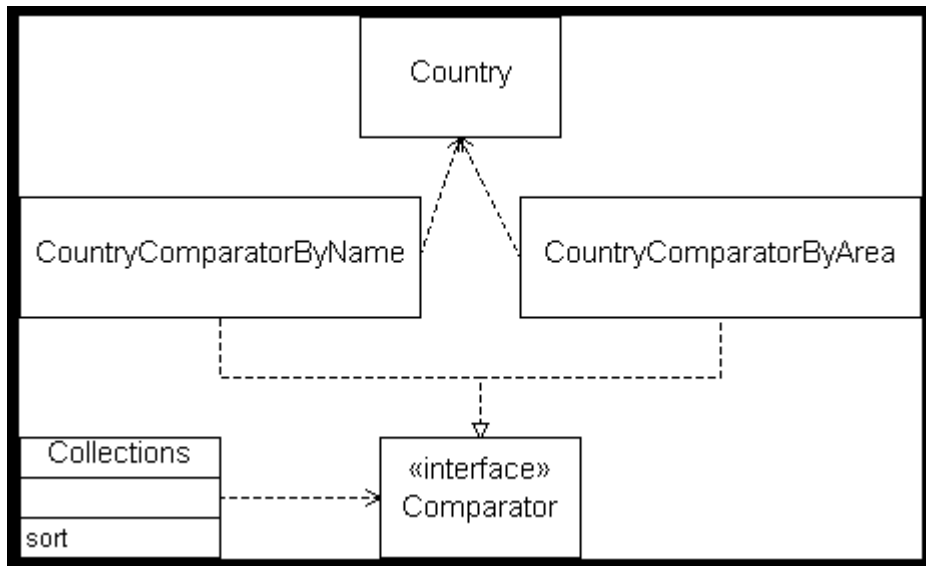 Country
CountryComparatorByName
CountryComparatorByArea
Collections
sort
«interface»
Comparator